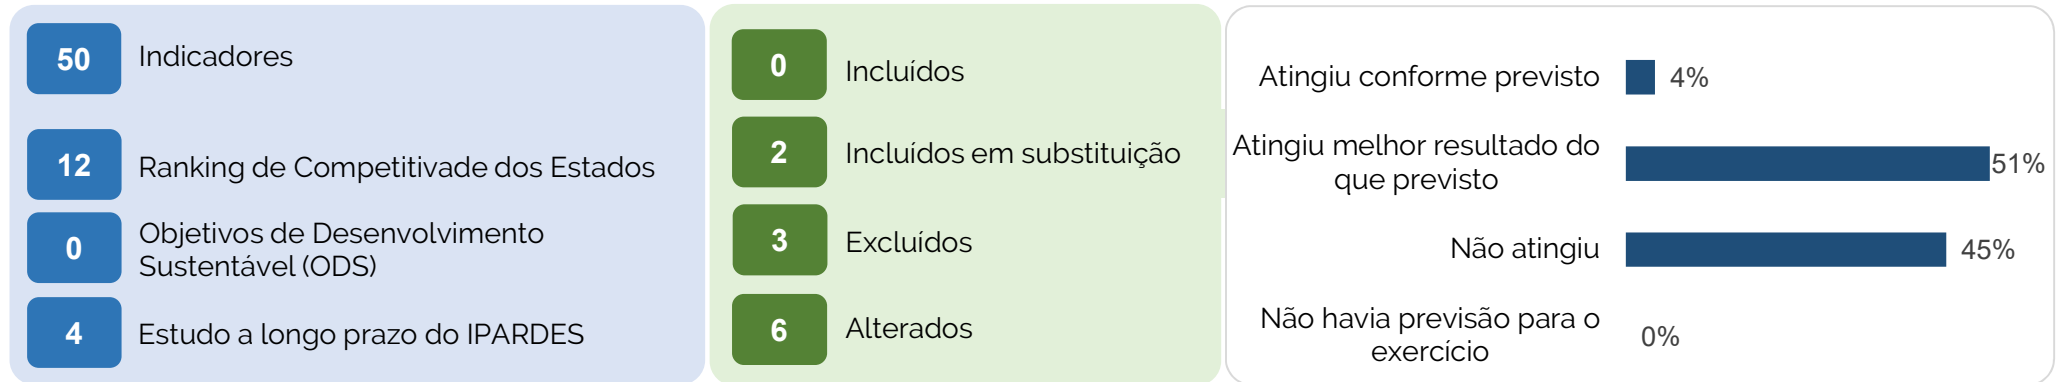 50 Indicadores
12 Ranking de Competitivade dos Estados
0 Objetivos de Desenvolvimento
Sustentável (ODS)
4 Estudo a longo prazo do IPARDES
0 Incluídos
2 Incluídos em substituição
3 Excluídos
6 Alterados
Atingiu conforme previsto 4%
Atingiu melhor resultado do
que previsto 51%
Não atingiu 45%
Não havia previsão para o
exercício 0%